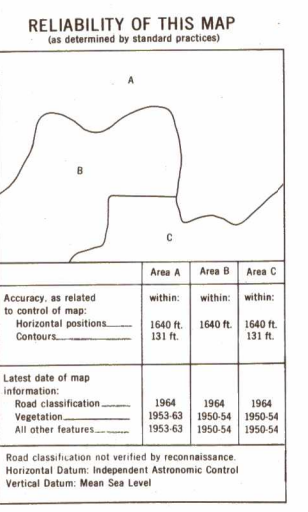 RELIABILITY OF THIS MAP
(as determined by standard practices)
A
B
C
Area A Area B Area C
Accuracy, as related within: within: within:
to control of map:
Horizontal positions 1640 ft. 1640 ft. 1640 ft.
Contours 131 ft. 131 ft.
Latest date of map
information:
Road classification 1964 1964 1964
Vegetation 1953-63 1950-54 1950-54
All other features 1953-63 1950-54 1950-54
Road classification not verified by reconnaissance.
Horizontal Datum: Independent Astronomic Control
Vertical Datum: Mean Sea Level